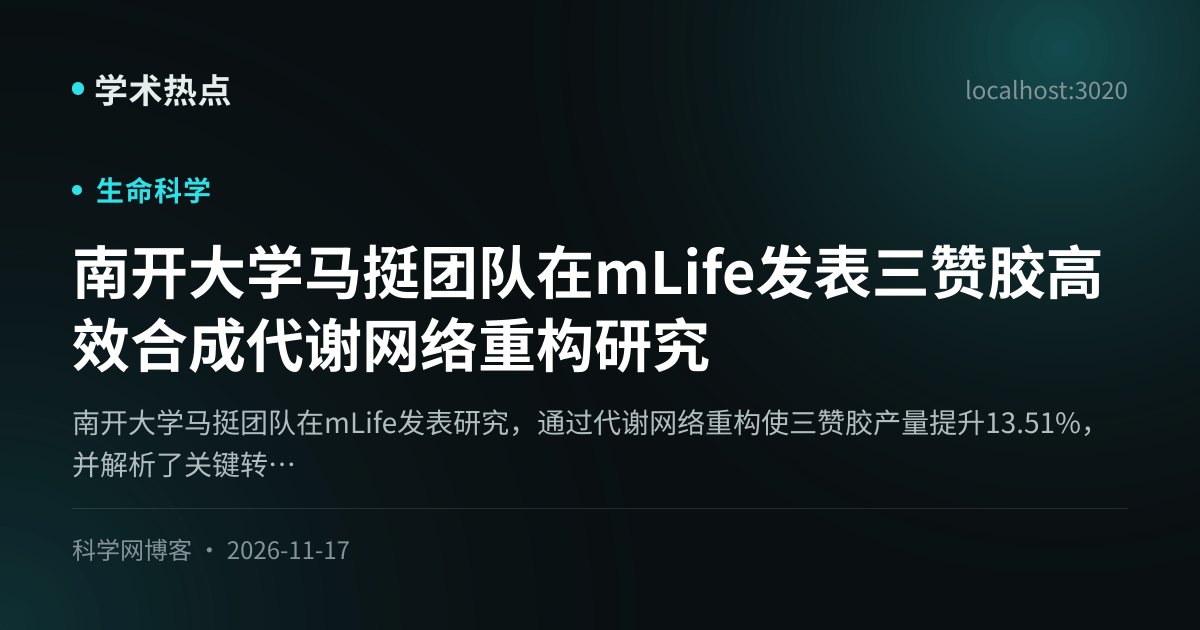 学术热点
localhost:3020
生命科学
南开大学马挺团队在mLife发表三赞胶高
效合成代谢网络重构研究
南开大学马挺团队在mLife发表研究，通过代谢网络重构使三赞胶产量提升13.51%，
并解析了关键转…
科学网博客 • 2026-11-17